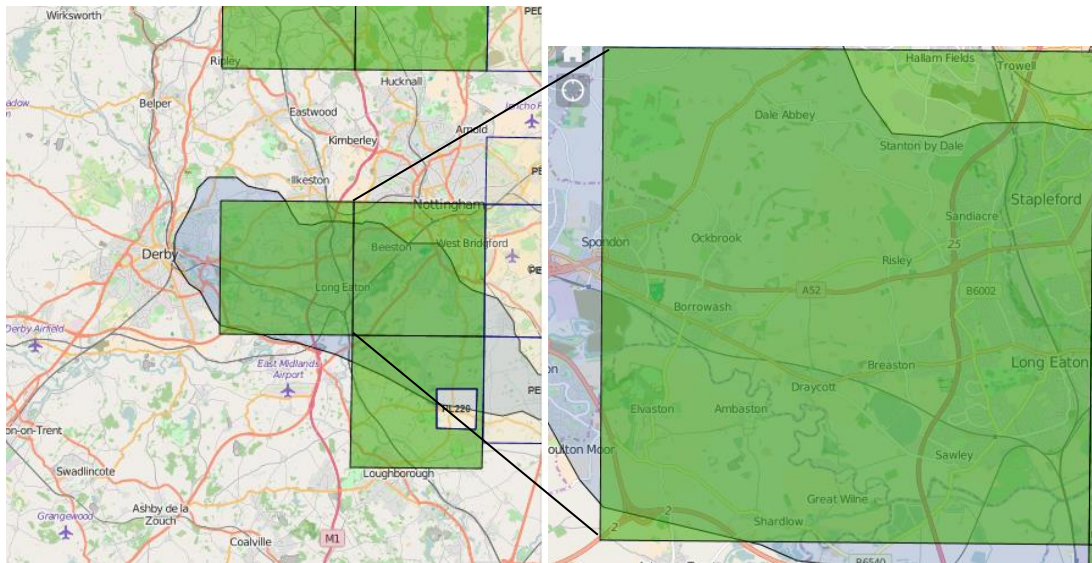 Wirksworth
Ripley
Hucknall
Belper
Eastwood
Kimberley
Arnold
Ilkeston
Nottingham
Beeston
West Bridgford
Derby
Long Eaton
Derby Airfield
East Midlands
Airport
PL220
on-on-Trent
Loughborough
Swadlincote
Grangewood
Ashby de la
Zouch
Coalville
M1
Hallam Fields
Trowell
Dale Abbey
Stanton by Dale
Stapleford
Sandiacre
Spondon
Ockbrook
25
Risley
A52
B6002
Borrowash
Breaston
Long Eaton
Draycott
Elvaston
Ambaston
oulton Moor
Sawley
Great Wilne
2
2
Shardlow
B6540